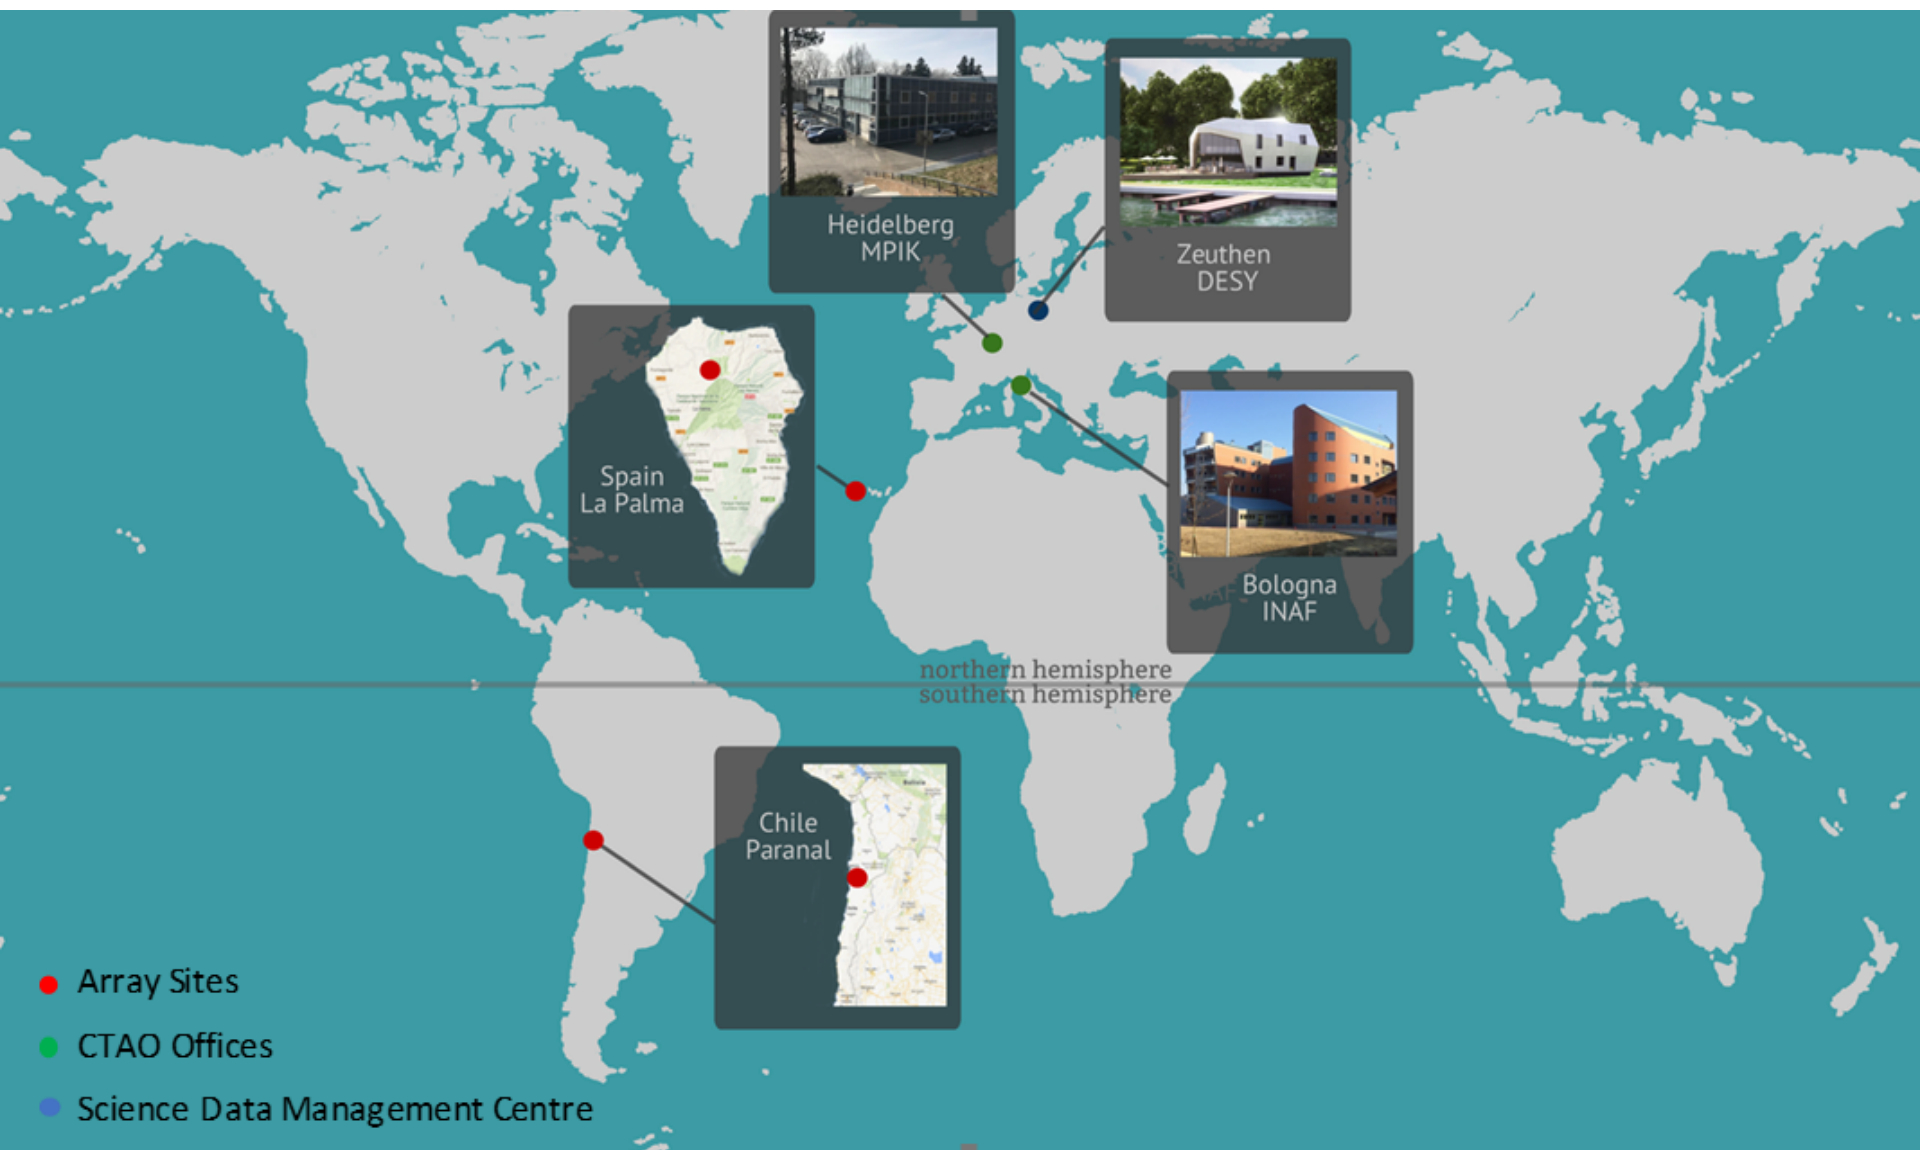 Heidelberg
MPIK
Zeuthen
DESY
Spain
La Palma
Bologna
INAF
northern hemisphere
southern hemisphere
Chile
Paranal
Bolivia
Array Sites
CTAO Offices
Science Data Management Centre